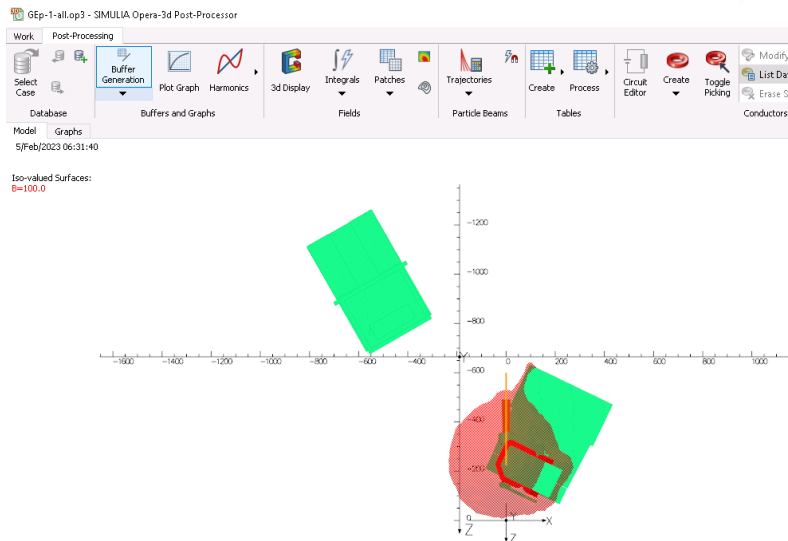 GEp-1-all.op3 - SIMULIA Opera-3d Post-Processor
Work Post-Processing
Select Case
Buffer Generation
Plot Graph
Harmonics
3d Display
Integrals
Patches
Trajectories
Create
Process
Circuit Editor
Create
Toggle Picking
Modify
List Dat
Erase S
Database
Buffers and Graphs
Fields
Particle Beams
Tables
Conductors
Model Graphs
5/Feb/2023 06:31:40
Iso-valued Surfaces:
B=100.0
-1200
-1000
-800
Y
-1600 -1400 -1200 -1000 -800 -600 -400 0 200 400 600 800 1000
-600
-400
-200
0 Y X
Z Z